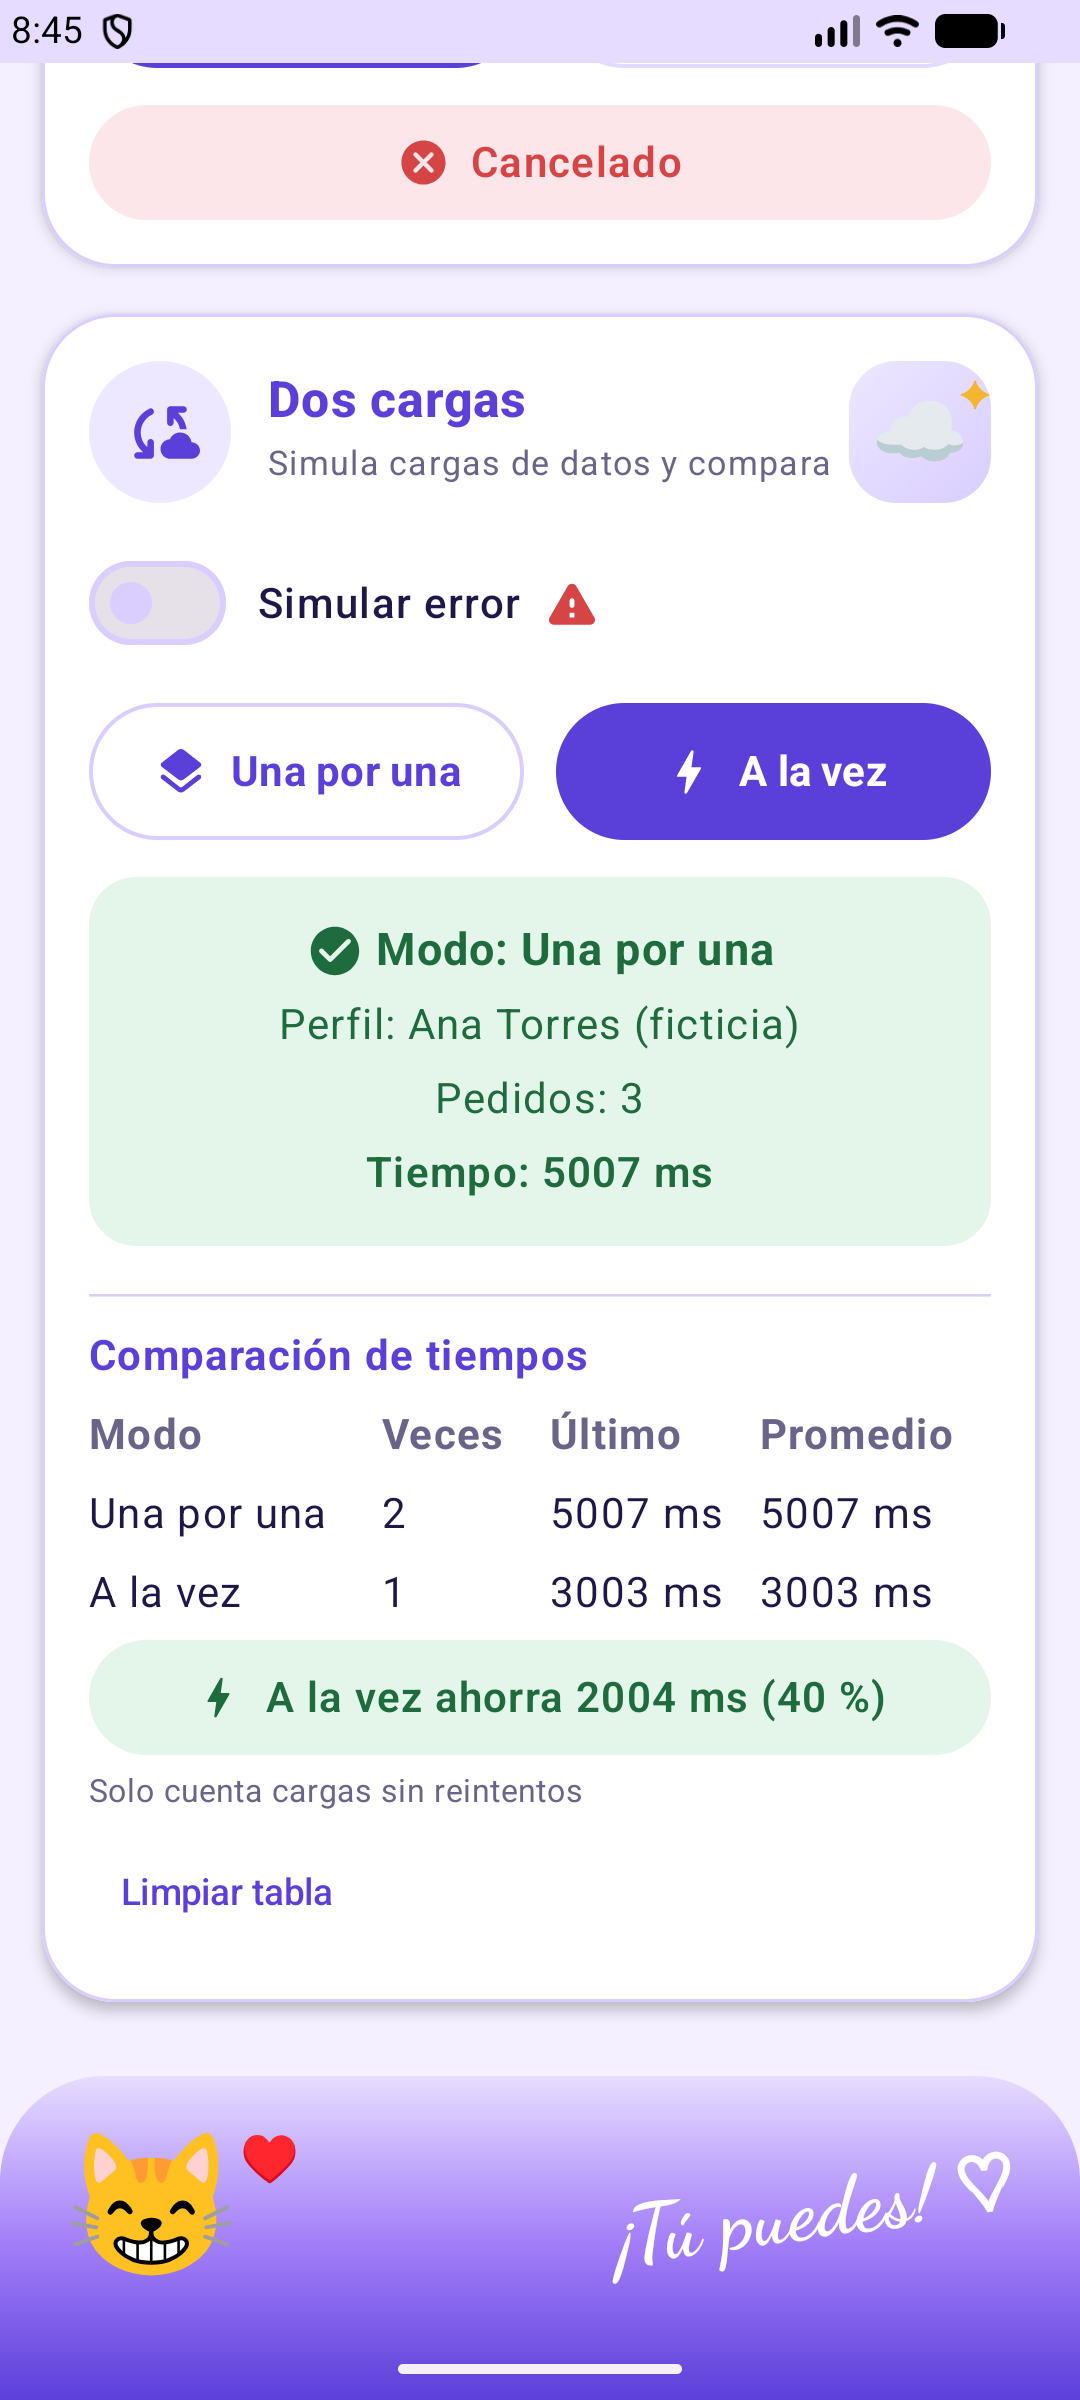 8:45
Cancelado
Dos cargas
Simula cargas de datos y compara
Simular error
Una por una
A la vez
Modo: Una por una
Perfil: Ana Torres (ficticia)
Pedidos: 3
Tiempo: 5007 ms
Comparación de tiempos
Modo Veces Último Promedio
Una por una 2 5007 ms 5007 ms
A la vez 1 3003 ms 3003 ms
A la vez ahorra 2004 ms (40 %)
Solo cuenta cargas sin reintentos
Limpiar tabla
¡Tú puedes!